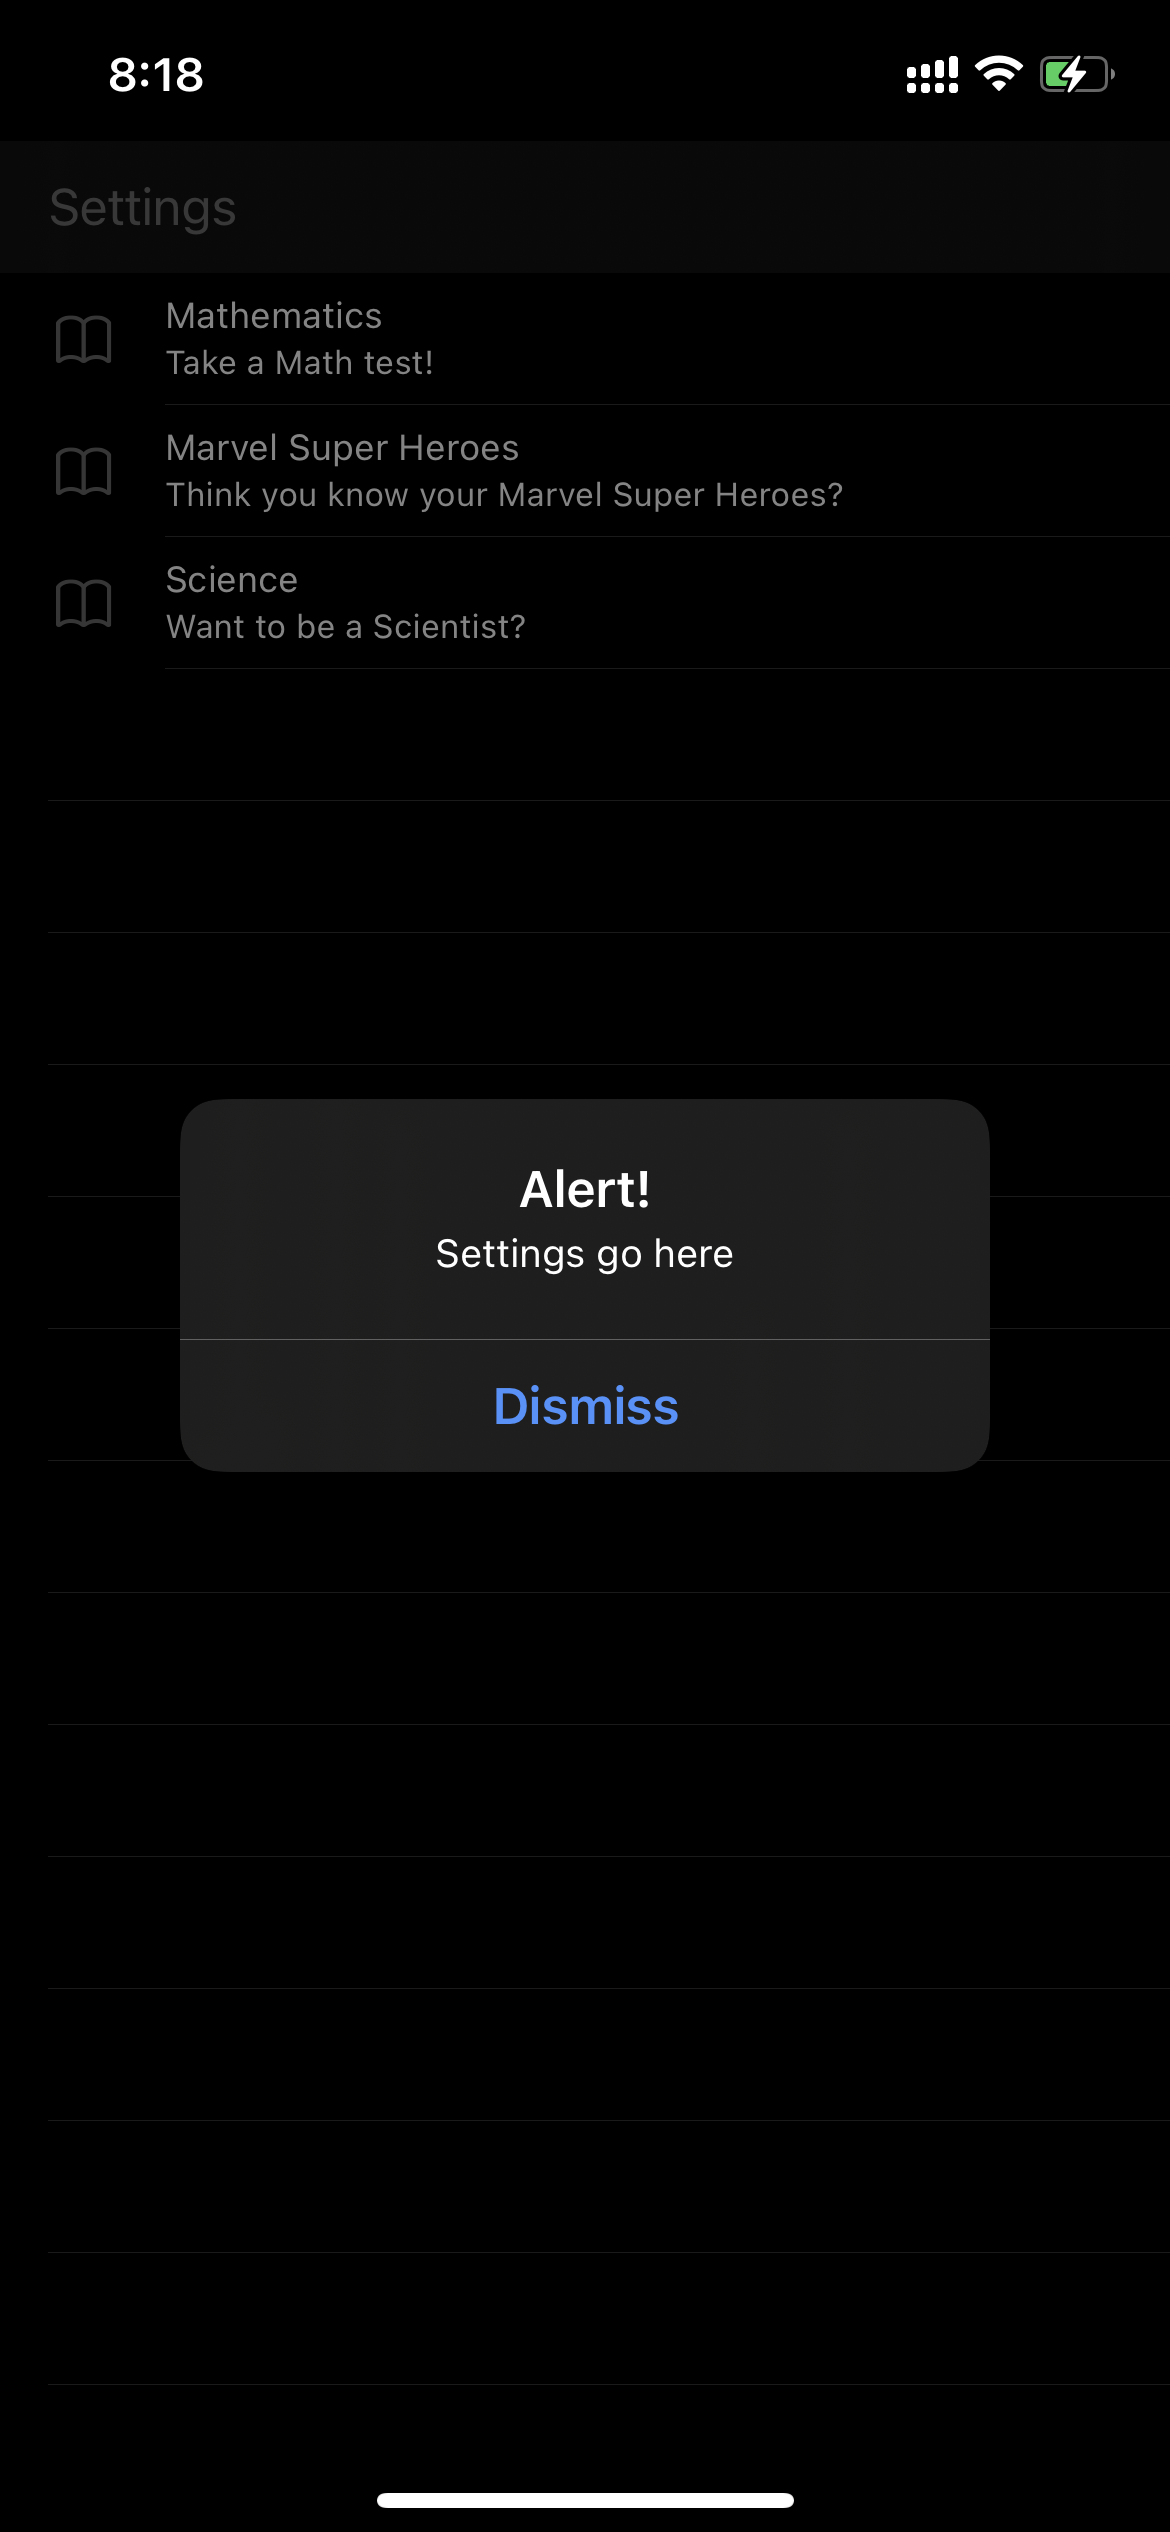 8:18
Settings
Mathematics
Take a Math test!
Marvel Super Heroes
Think you know your Marvel Super Heroes?
Science
Want to be a Scientist?
Alert!
Settings go here
Dismiss